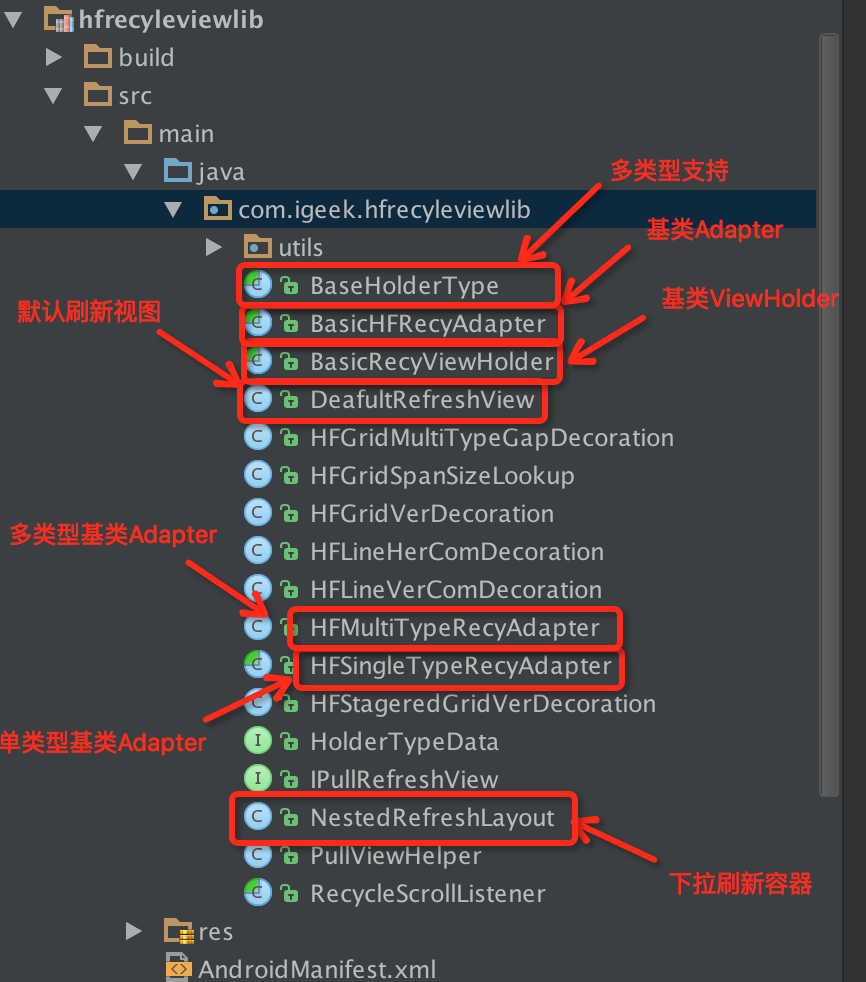 hfrecyleviewlib
build
src
main
java
多类型支持
com.igeek.hfrecyleviewlib
基类Adapter
utils
BaseHolderType
基类ViewHolder
默认刷新视图
BasicHFRecyAdapter
BasicRecyViewHolder
DeafultRefreshView
HFGridMultiTypeGapDecoration
HFGridSpanSizeLookup
HFGridVerDecoration
多类型基类Adapter
HFLineHerComDecoration
HFLineVerComDecoration
HFMultiTypeRecyAdapter
HFSingleTypeRecyAdapter
HFStageredGridVerDecoration
单类型基类Adapter
HolderTypeData
IPullRefreshView
NestedRefreshLayout
PullViewHelper
下拉刷新容器
RecycleScrollListener
res
AndroidManifest.xml